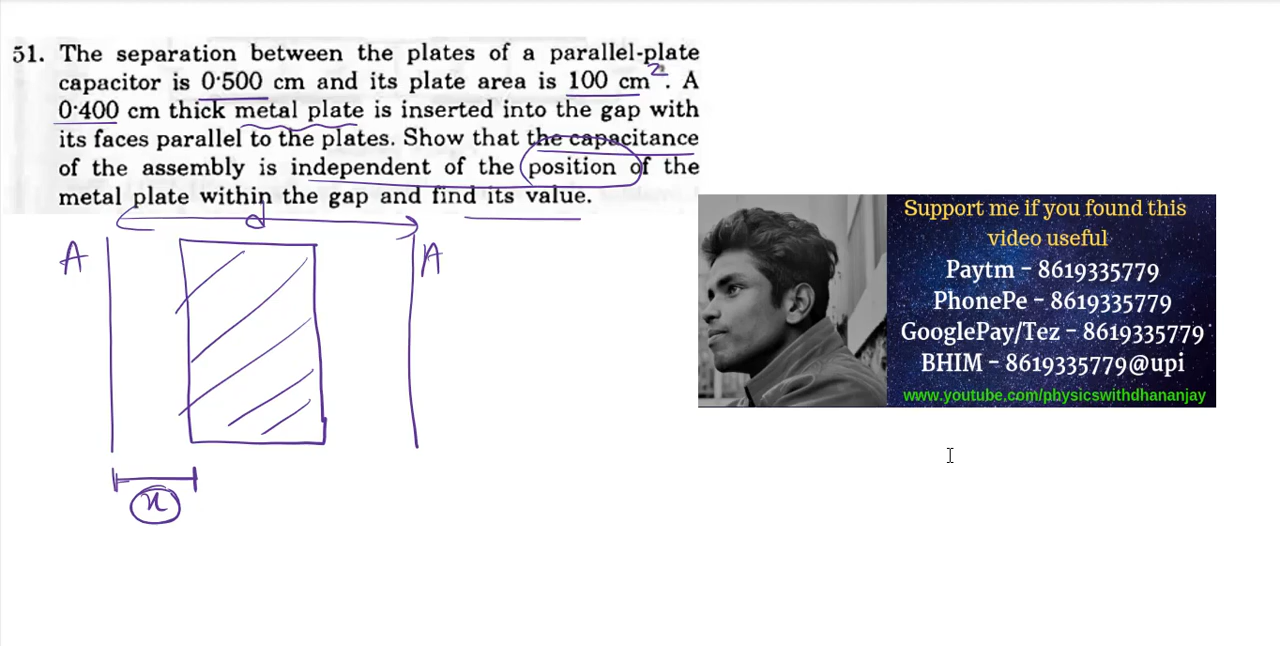 51. The separation between the plates of a parallel-plate
capacitor is 0·500 cm and its plate area is 100 cm². A
0·400 cm thick metal plate is inserted into the gap with
its faces parallel to the plates. Show that the capacitance
of the assembly is independent of the position of the
metal plate within the gap and find its value.
d
A
A
x
Support me if you found this
video useful
Paytm - 8619335779
PhonePe - 8619335779
GooglePay/Tez - 8619335779
BHIM - 8619335779@upi
www.youtube.com/physicswithdhananjay